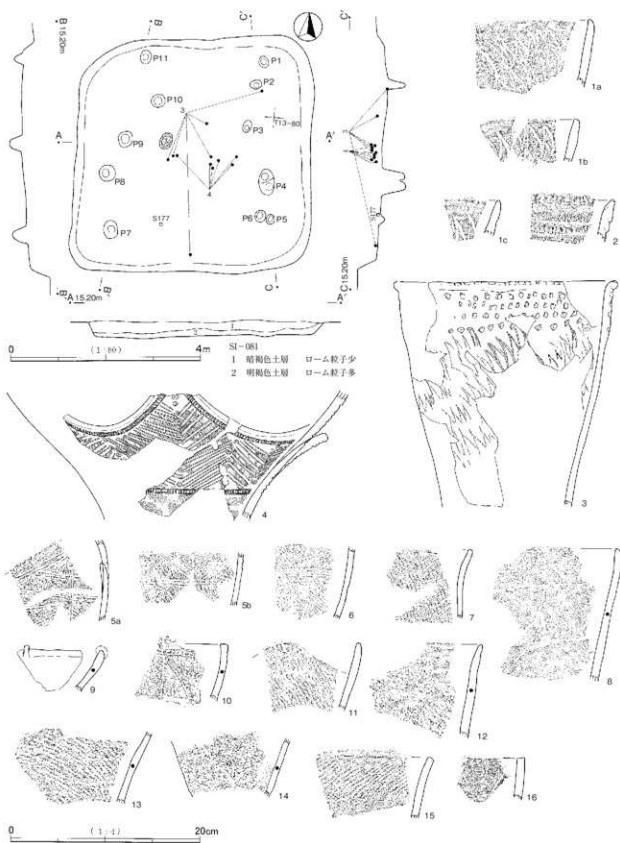 B
15.20m
B
C
C
P11
P1
P2
P10
3
T13-80
P3
A
P9
A'
P8
4
P4
S177
P6
P5
P7
S177
B'
A 15.20m
B'
C'
A'
C' 15.20m
1
2
0 (1:80) 4m
SI-081
1 暗褐色土層 ローム粒子少
2 明褐色土層 ローム粒子多
1a
1b
1c
2
3
4
5a
5b
6
7
8
9
10
11
12
13
14
15
16
0 (1:4) 20cm